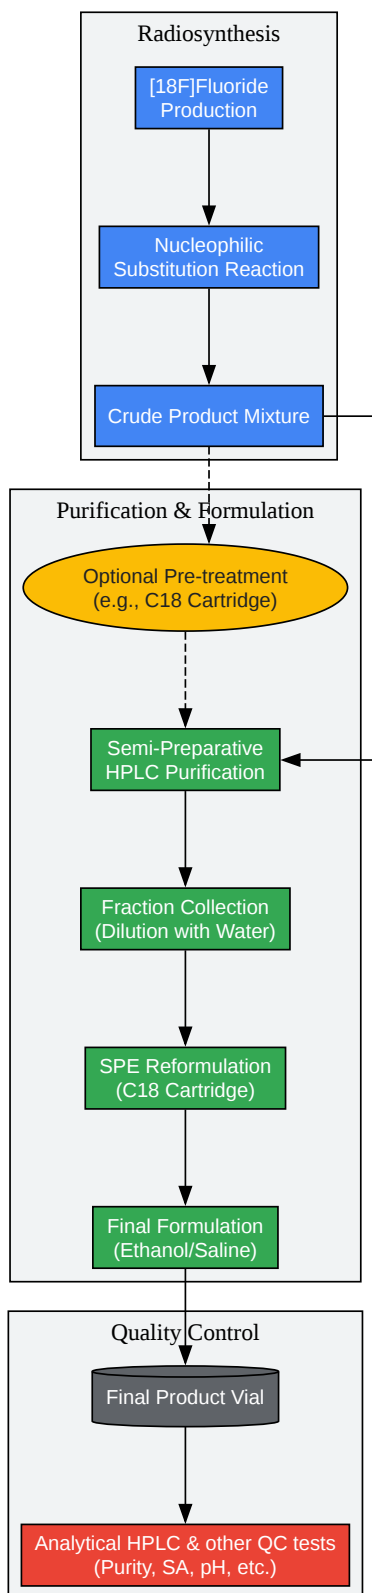 Radiosynthesis
[18F]Fluoride
Production
Nucleophilic
Substitution Reaction
Crude Product Mixture
Purification & Formulation
Optional Pre-treatment
(e.g., C18 Cartridge)
Semi-Preparative
HPLC Purification
Fraction Collection
(Dilution with Water)
SPE Reformulation
(C18 Cartridge)
Final Formulation
(Ethanol/Saline)
Quality Control
Final Product Vial
Analytical HPLC & other QC tests
(Purity, SA, pH, etc.)